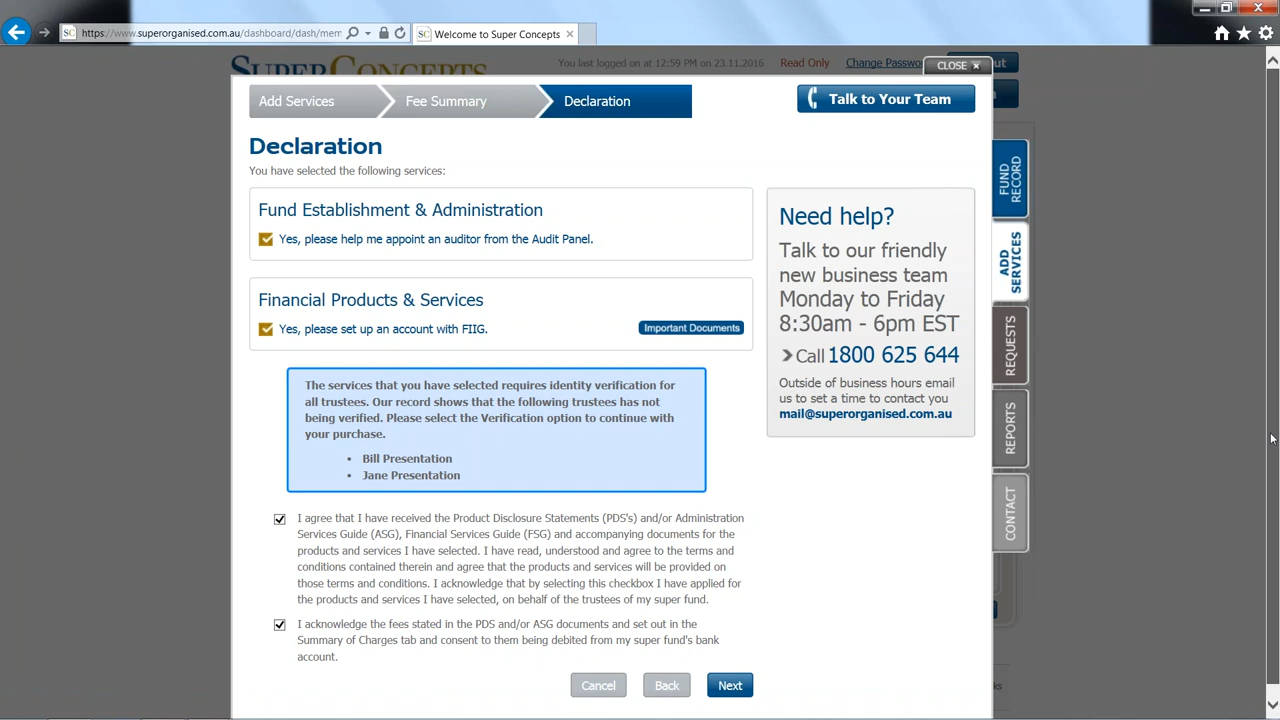 https://www.superorganised.com.au/dashboard/dash/mem
SC Welcome to Super Concepts
SUPERCONCEPTS
You last logged on at 12:59 PM on 23.11.2016
Read Only
Change Passwo
ut
CLOSE
Add Services
Fee Summary
Declaration
Talk to Your Team
Declaration
You have selected the following services:
Fund Establishment & Administration
Yes, please help me appoint an auditor from the Audit Panel.
Financial Products & Services
Yes, please set up an account with FIIG.
Important Documents
The services that you have selected requires identity verification for
all trustees. Our record shows that the following trustees has not
being verified. Please select the Verification option to continue with
your purchase.
• Bill Presentation
• Jane Presentation
I agree that I have received the Product Disclosure Statements (PDS's) and/or Administration
Services Guide (ASG), Financial Services Guide (FSG) and accompanying documents for the
products and services I have selected. I have read, understood and agree to the terms and
conditions contained therein and agree that the products and services will be provided on
those terms and conditions. I acknowledge that by selecting this checkbox I have applied for
the products and services I have selected, on behalf of the trustees of my super fund.
I acknowledge the fees stated in the PDS and/or ASG documents and set out in the
Summary of Charges tab and consent to them being debited from my super fund's bank
account.
Cancel
Back
Next
Need help?
Talk to our friendly
new business team
Monday to Friday
8:30am - 6pm EST
Call 1800 625 644
Outside of business hours email
us to set a time to contact you
mail@superorganised.com.au
FUND
RECORD
ADD
SERVICES
REQUESTS
REPORTS
CONTACT
ks